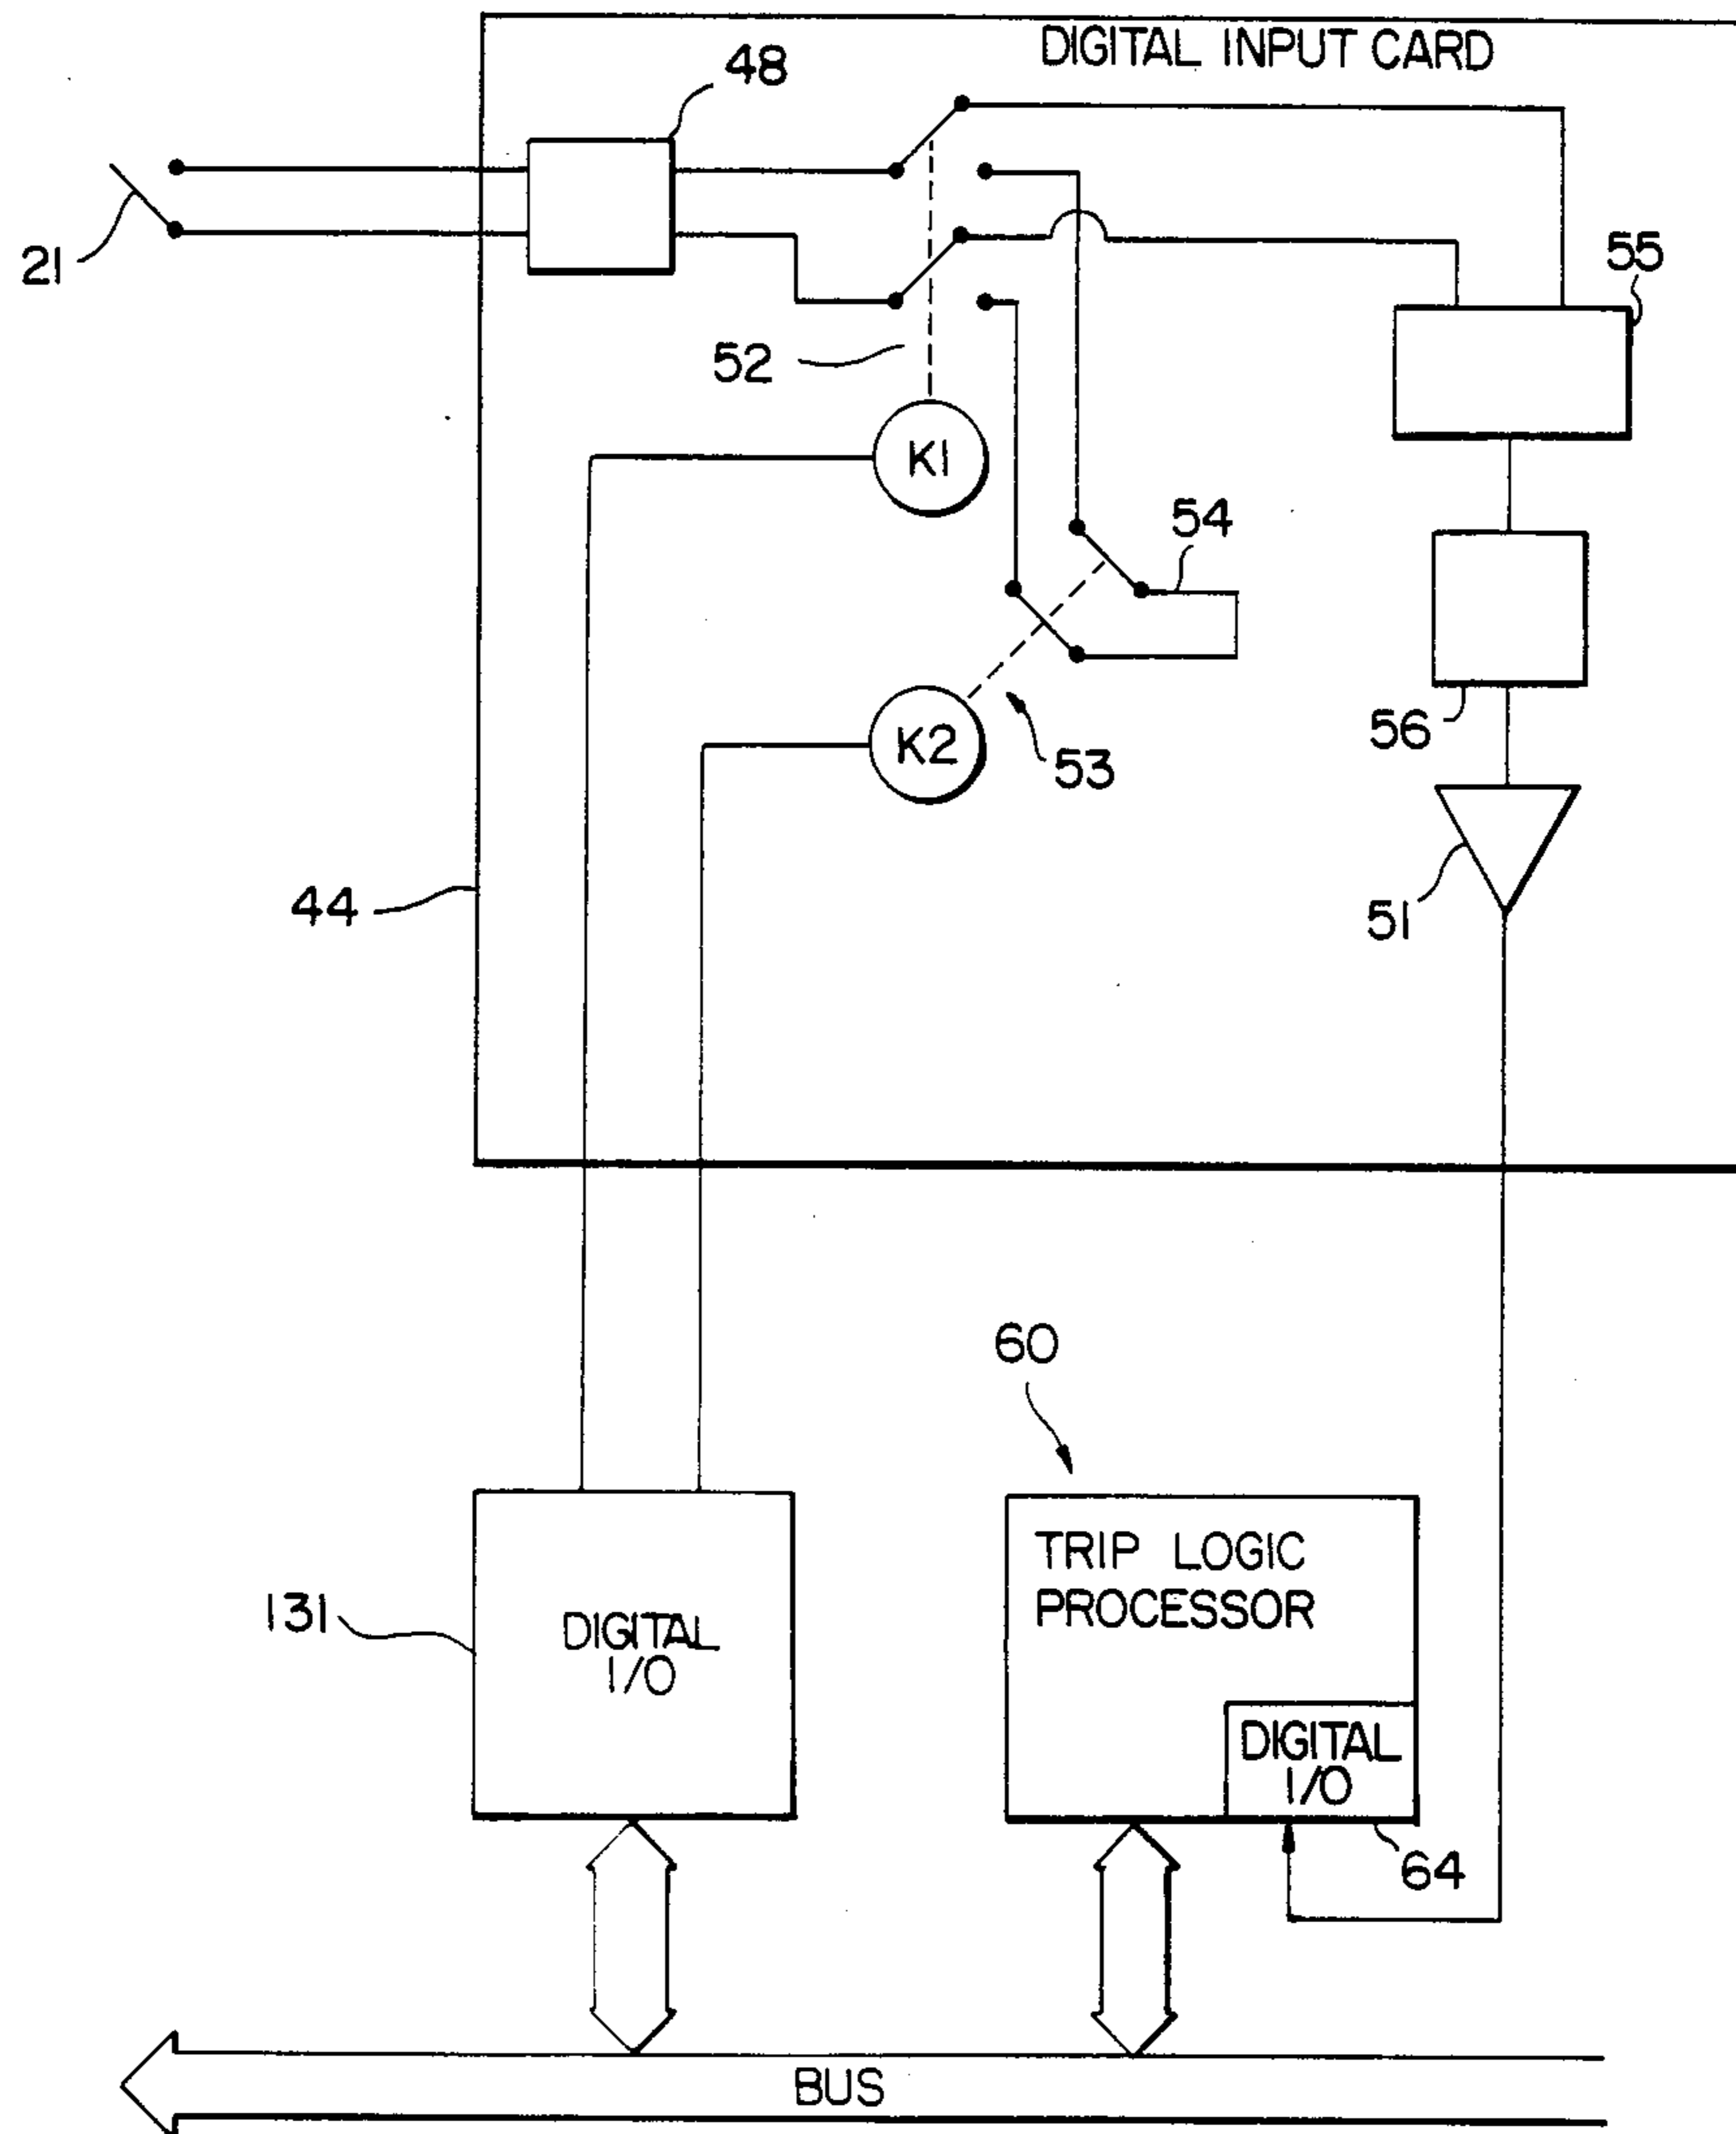 DIGITAL INPUT CARD
48
21
55
52
K1
54
56
K2
53
44
51
60
TRIP LOGIC
PROCESSOR
131
DIGITAL
I/O
DIGITAL
I/O
64
BUS